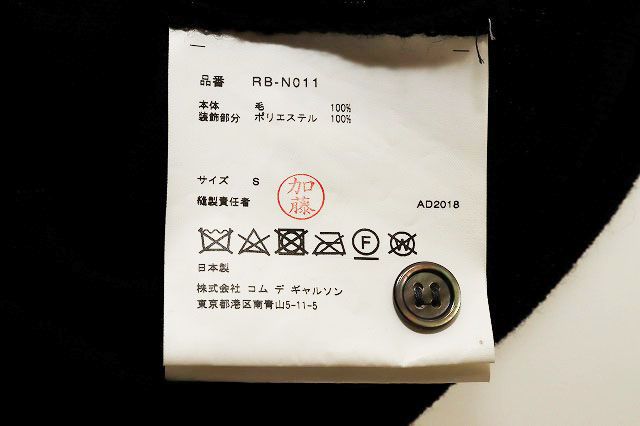 品番 RB-N011
本体 毛 100%
装飾部分 ポリエステル 100%
サイズ S
加藤
縫製責任者 AD2018
F W
日本製
株式会社 コム デ ギャルソン
東京都港区南青山5-11-5